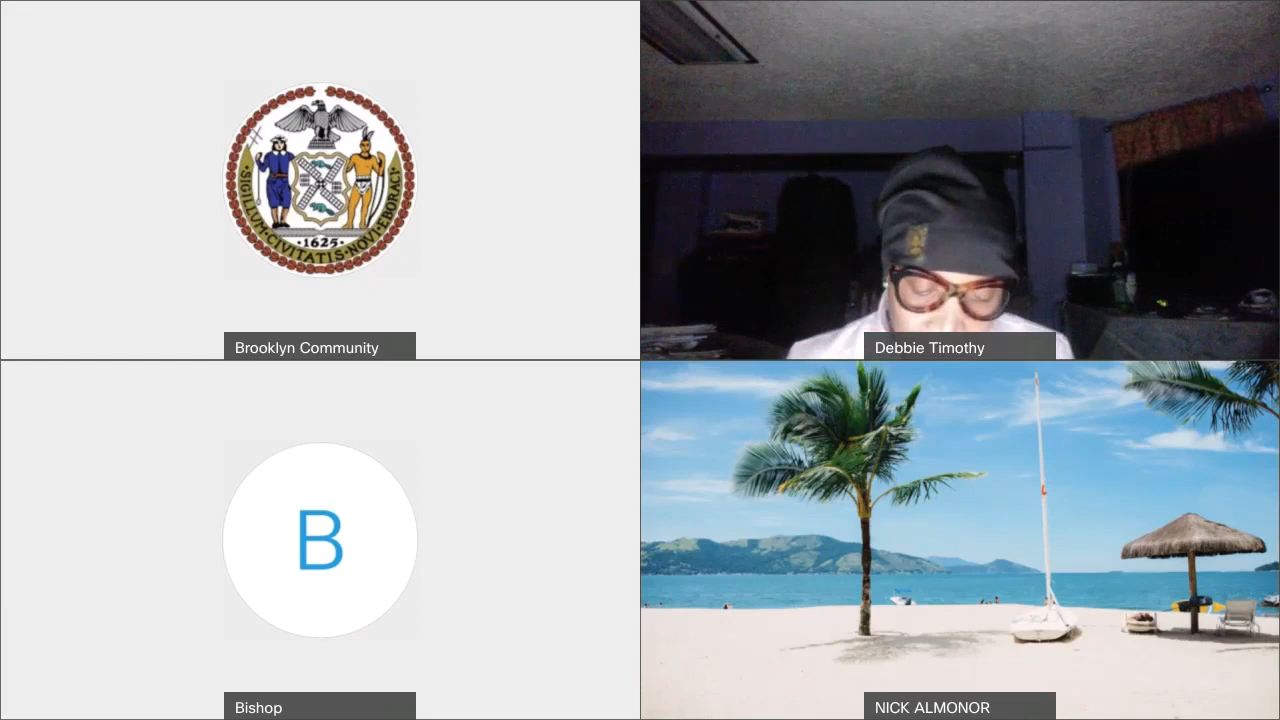 SIGILLUM·CIVITATIS·NOVI·EBORACI
·1625·
Brooklyn Community
Debbie Timothy
B
Bishop
NICK ALMONOR